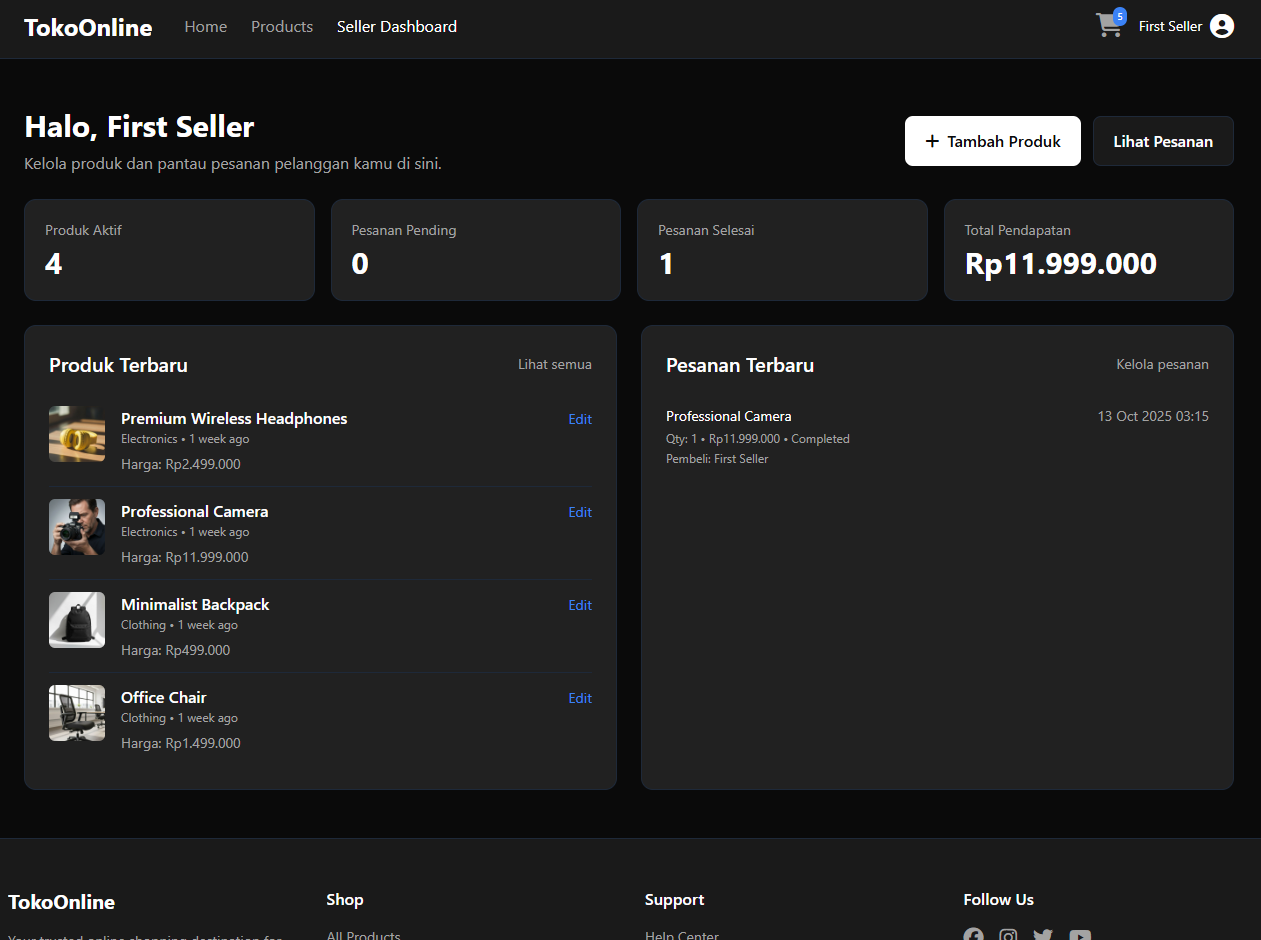 TokoOnline Home Products Seller Dashboard 5 First Seller
Halo, First Seller
Kelola produk dan pantau pesanan pelanggan kamu di sini.
+ Tambah Produk
Lihat Pesanan
Produk Aktif
4
Pesanan Pending
0
Pesanan Selesai
1
Total Pendapatan
Rp11.999.000
Produk Terbaru
Lihat semua
Premium Wireless Headphones
Edit
Electronics • 1 week ago
Harga: Rp2.499.000
Professional Camera
Edit
Electronics • 1 week ago
Harga: Rp11.999.000
Minimalist Backpack
Edit
Clothing • 1 week ago
Harga: Rp499.000
Office Chair
Edit
Clothing • 1 week ago
Harga: Rp1.499.000
Pesanan Terbaru
Kelola pesanan
Professional Camera
13 Oct 2025 03:15
Qty: 1 • Rp11.999.000 • Completed
Pembeli: First Seller
TokoOnline
Your trusted online shopping destination for
Shop
All Products
Support
Help Center
Follow Us